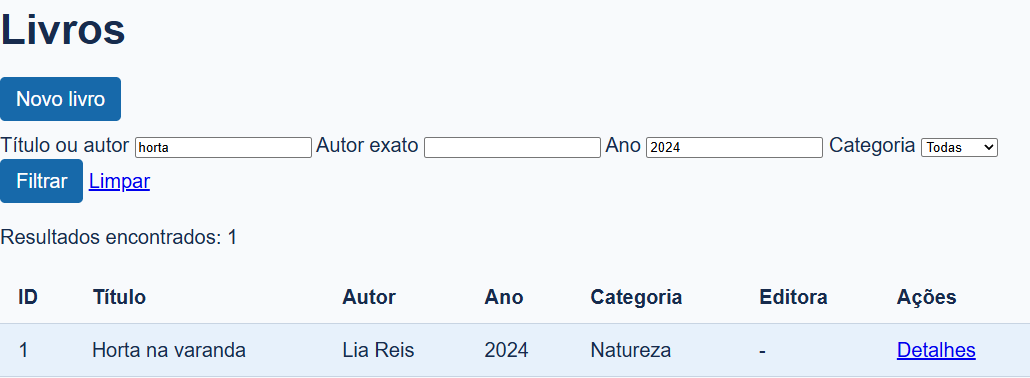 Livros
Novo livro
Título ou autor horta Autor exato Ano 2024 Categoria Todas
Filtrar Limpar
Resultados encontrados: 1
ID Título Autor Ano Categoria Editora Ações
1 Horta na varanda Lia Reis 2024 Natureza - Detalhes